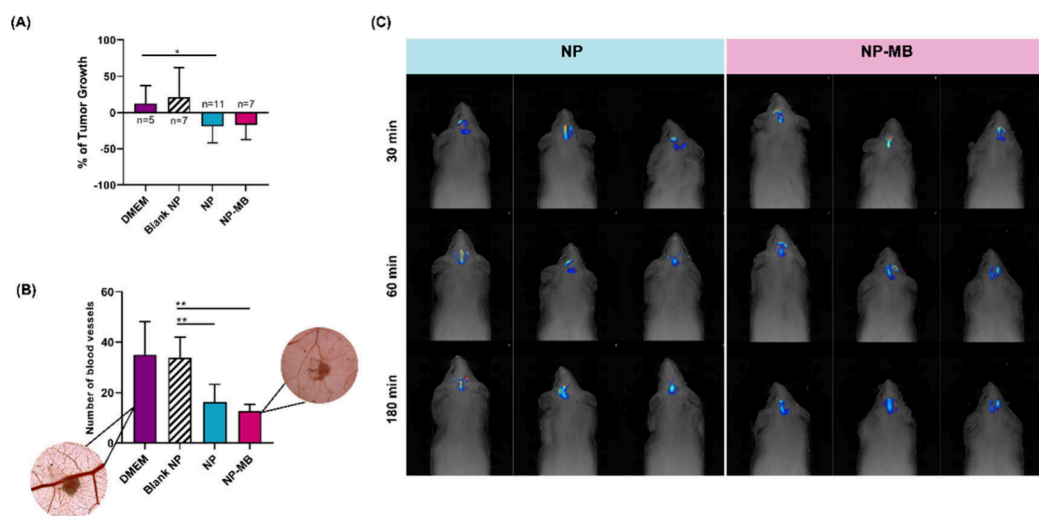 (A)
% of Tumor Growth
100
50
0
-50
-100
*
n=5
n=7
n=11
n=7
DMEM
Blank NP
NP
NP-MB
(B)
Number of blood vessels
60
40
20
0
**
**
DMEM
Blank NP
NP
NP-MB
(C)
NP
NP-MB
30 min
60 min
180 min